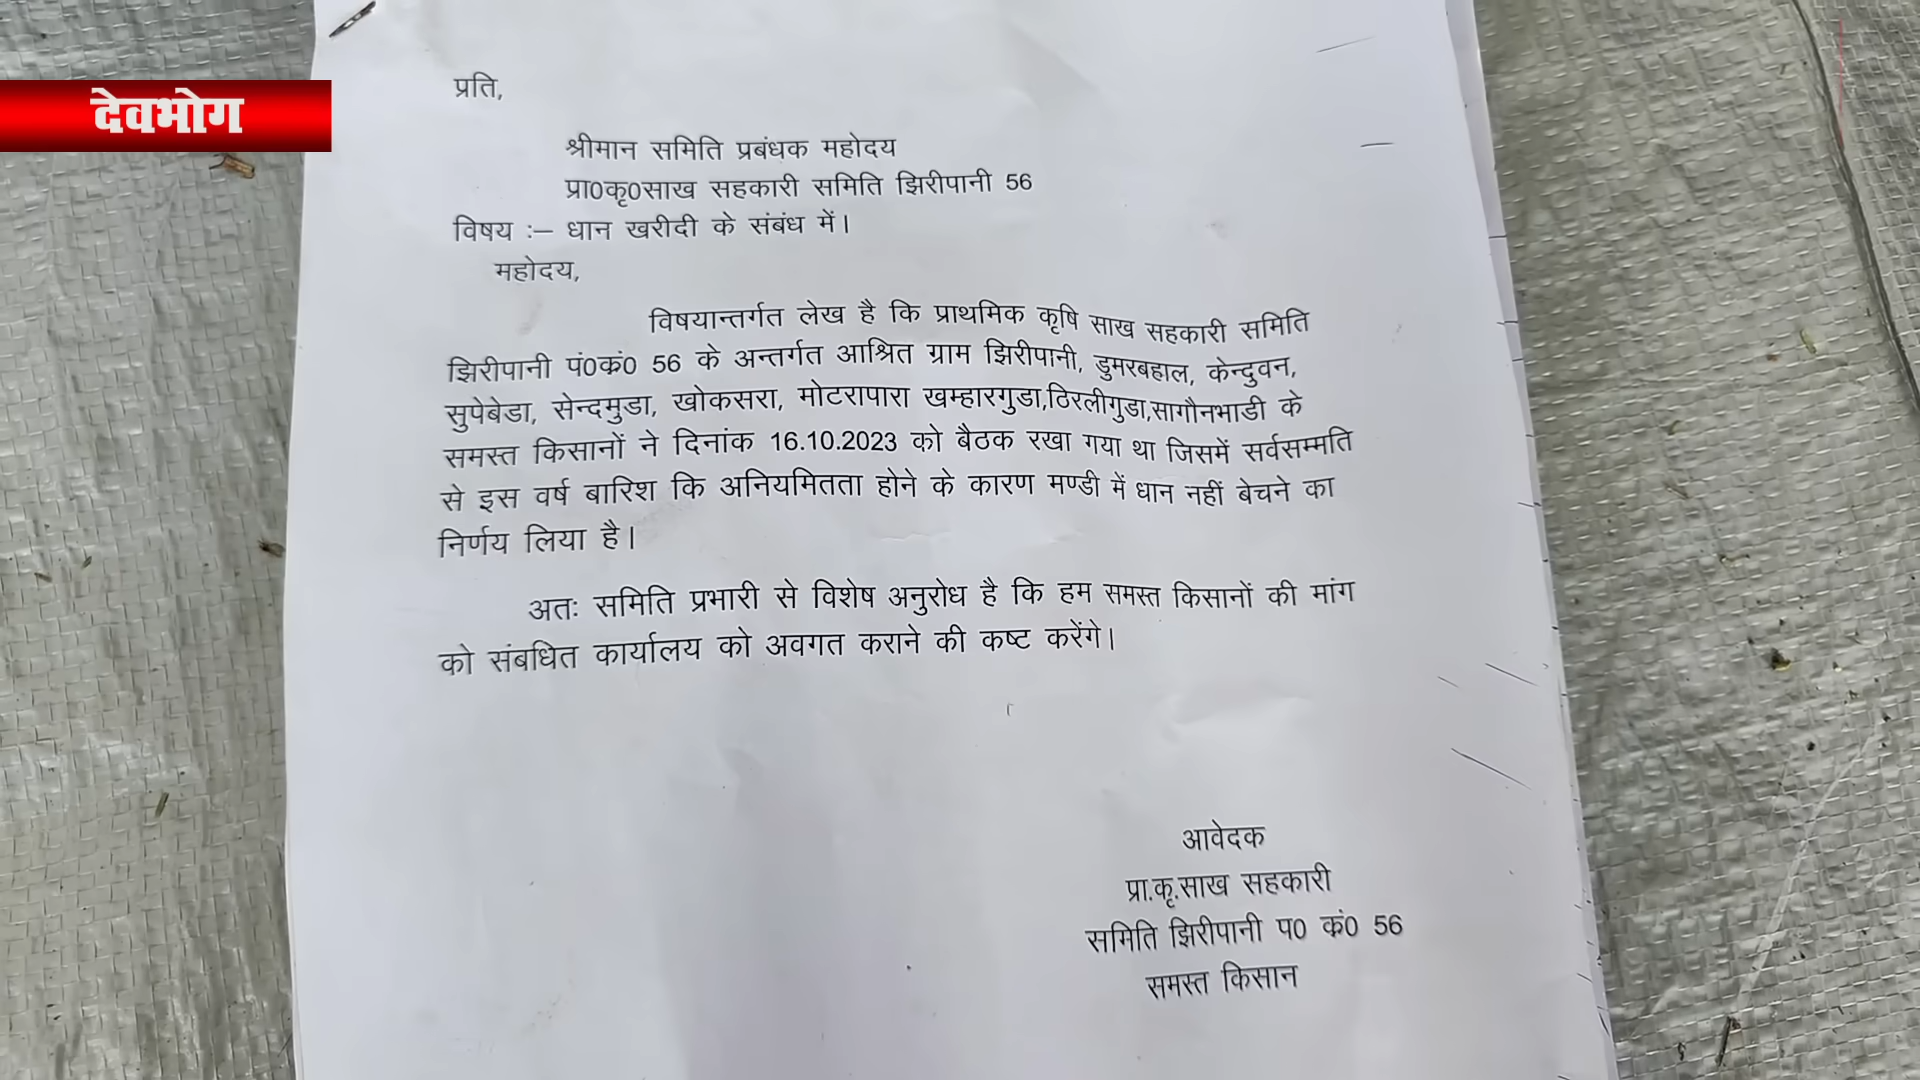 देवभोग
प्रति,
श्रीमान समिति प्रबंधक महोदय
प्रा0कृ0साख सहकारी समिति झिरीपानी 56
विषय :– धान खरीदी के संबंध में।
महोदय,
विषयान्तर्गत लेख है कि प्राथमिक कृषि साख सहकारी समिति
झिरीपानी पं0कं0 56 के अन्तर्गत आश्रित ग्राम झिरीपानी, डुमरबहाल, केन्दुवन,
सुपेबेडा, सेन्दमुडा, खोकसरा, मोटरापारा खम्हारगुडा,ठिरलीगुडा,सागौनभाडी के
समस्त किसानों ने दिनांक 16.10.2023 को बैठक रखा गया था जिसमें सर्वसम्मति
से इस वर्ष बारिश कि अनियमितता होने के कारण मण्डी में धान नहीं बेचने का
निर्णय लिया है।
अतः समिति प्रभारी से विशेष अनुरोध है कि हम समस्त किसानों की मांग
को संबधित कार्यालय को अवगत कराने की कष्ट करेंगे।
आवेदक
प्रा.कृ.साख सहकारी
समिति झिरीपानी प0 कं0 56
समस्त किसान